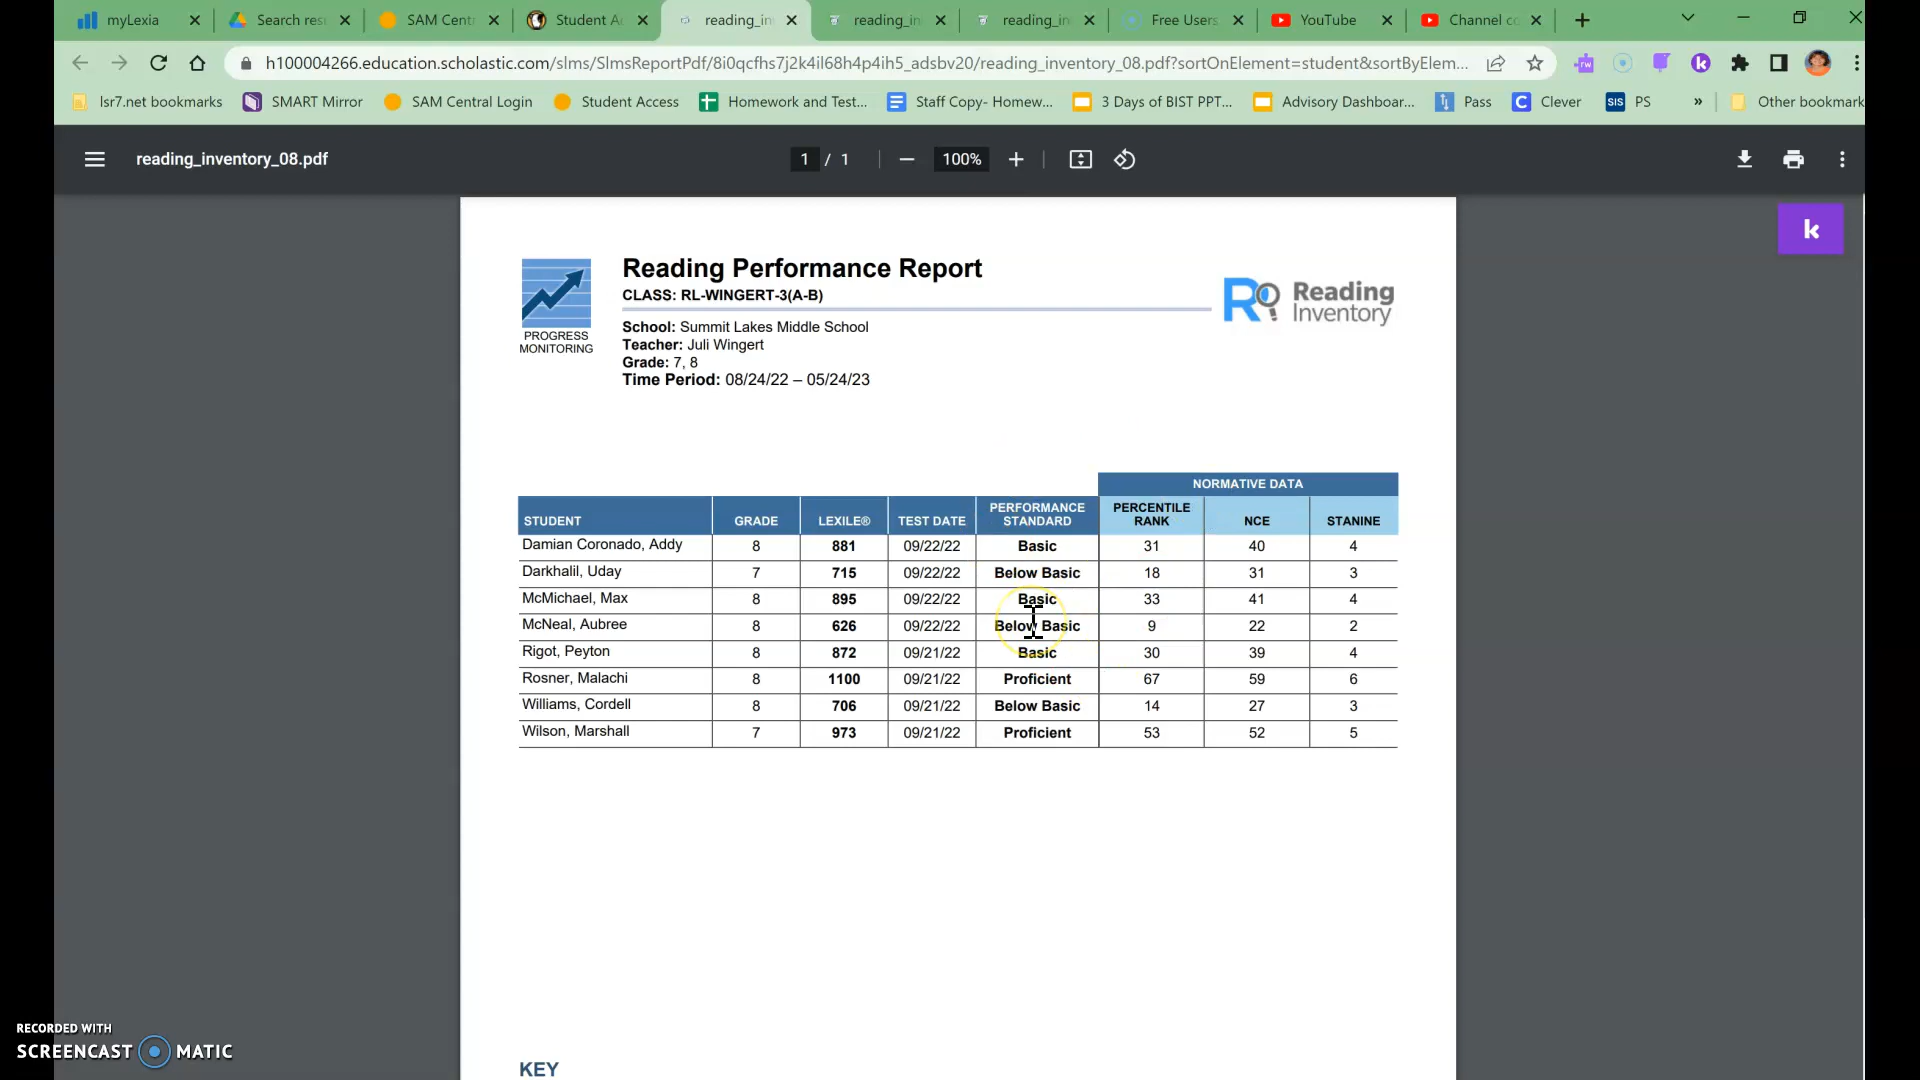 myLexia
Search res
SAM Cent
Student A
reading_in
reading_in
reading_in
Free Users
YouTube
Channel co
h100004266.education.scholastic.com/slms/SlmsReportPdf/8i0qcfhs7j2k4il68h4p4ih5_adsbv20/reading_inventory_08.pdf?sortOnElement=student&sortByElem...
lsr7.net bookmarks
SMART Mirror
SAM Central Login
Student Access
Homework and Test...
Staff Copy- Homew...
3 Days of BIST PPT...
Advisory Dashboar...
Pass
Clever
SIS PS
»
Other bookmark
reading_inventory_08.pdf
1 / 1
100%
k
Reading Performance Report
CLASS: RL-WINGERT-3(A-B)
PROGRESS
MONITORING
School: Summit Lakes Middle School
Teacher: Juli Wingert
Grade: 7, 8
Time Period: 08/24/22 – 05/24/23
Reading
Inventory
NORMATIVE DATA
STUDENT GRADE LEXILE® TEST DATE PERFORMANCE STANDARD PERCENTILE RANK NCE STANINE
Damian Coronado, Addy 8 881 09/22/22 Basic 31 40 4
Darkhalil, Uday 7 715 09/22/22 Below Basic 18 31 3
McMichael, Max 8 895 09/22/22 Basic 33 41 4
McNeal, Aubree 8 626 09/22/22 Below Basic 9 22 2
Rigot, Peyton 8 872 09/21/22 Basic 30 39 4
Rosner, Malachi 8 1100 09/21/22 Proficient 67 59 6
Williams, Cordell 8 706 09/21/22 Below Basic 14 27 3
Wilson, Marshall 7 973 09/21/22 Proficient 53 52 5
KEY
RECORDED WITH
SCREENCAST MATIC